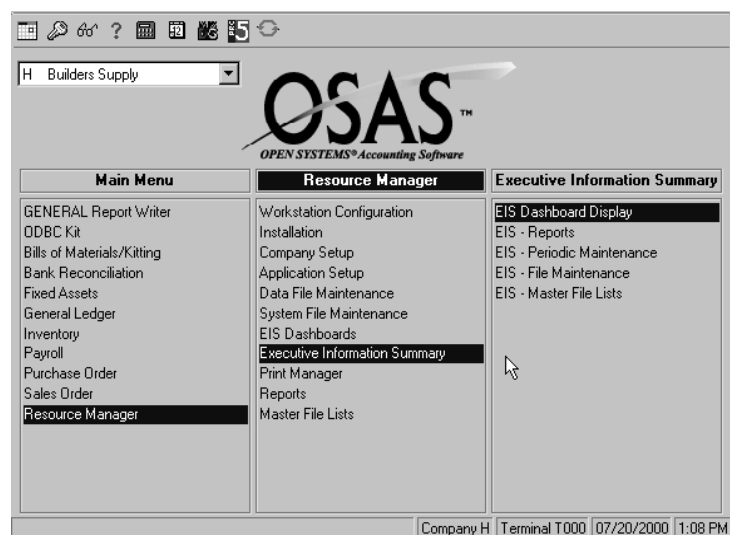 H Builders Supply
OSAS™
OPEN SYSTEMS® Accounting Software
Main Menu
GENERAL Report Writer
ODBC Kit
Bills of Materials/Kitting
Bank Reconciliation
Fixed Assets
General Ledger
Inventory
Payroll
Purchase Order
Sales Order
Resource Manager
Resource Manager
Workstation Configuration
Installation
Company Setup
Application Setup
Data File Maintenance
System File Maintenance
EIS Dashboards
Executive Information Summary
Print Manager
Reports
Master File Lists
Executive Information Summary
EIS Dashboard Display
EIS - Reports
EIS - Periodic Maintenance
EIS - File Maintenance
EIS - Master File Lists
Company H Terminal T000 07/20/2000 1:08 PM